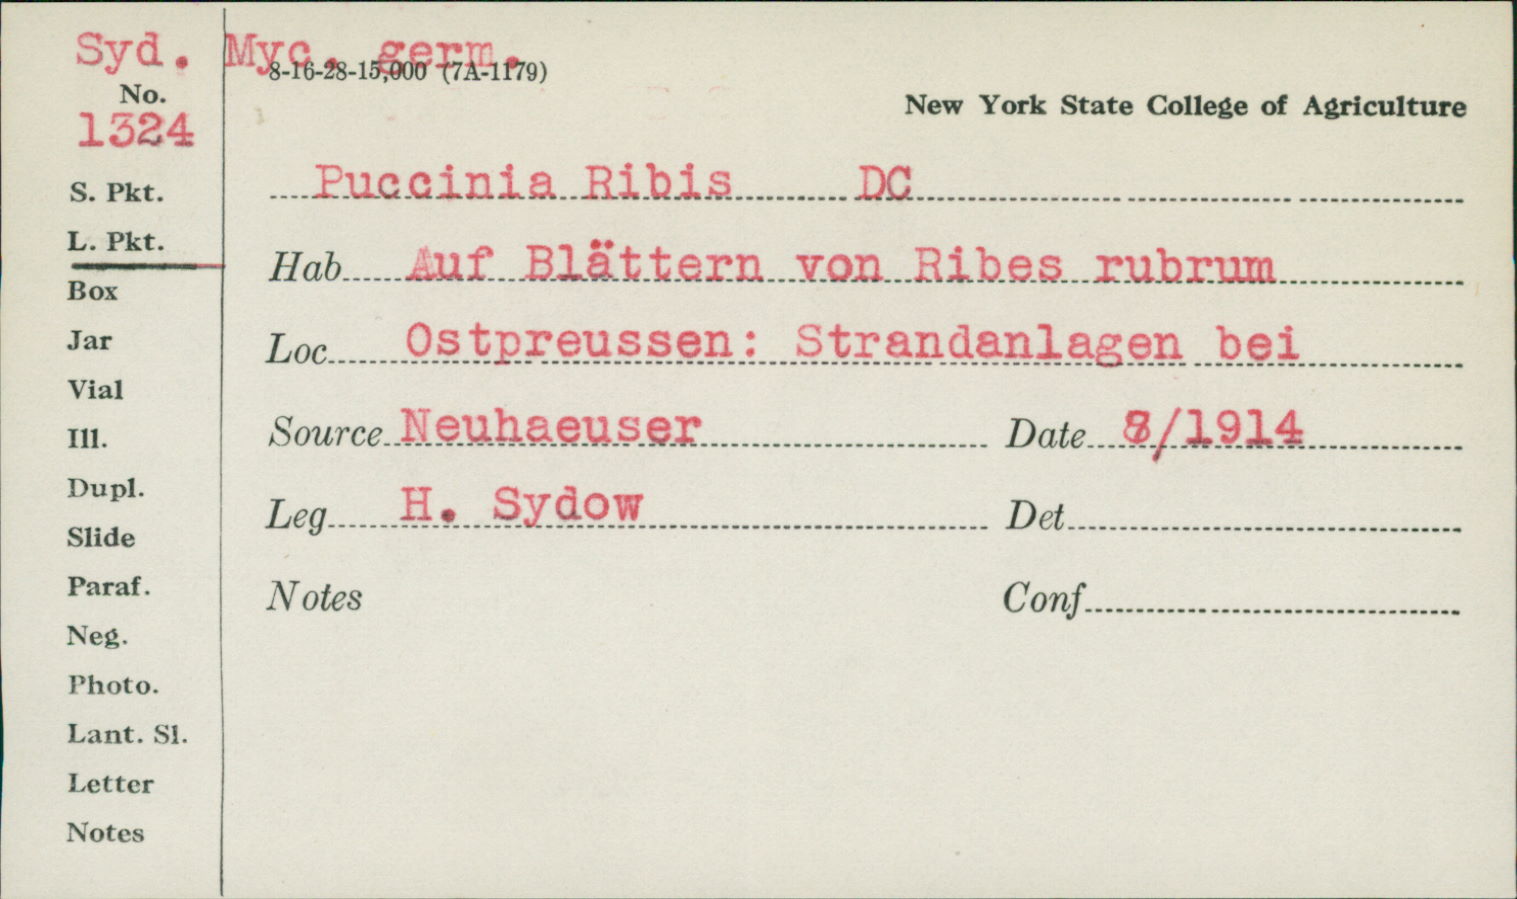 Syd. Myc. germ.
8-16-28-15,000 (7A-1179)
No.
1324
New York State College of Agriculture
Puccinia Ribis DC
S. Pkt.
L. Pkt.
Hab Auf Blättern von Ribes rubrum
Box
Jar
Loc Ostpreussen: Strandanlagen bei
Vial
Ill.
Source Neuhaeuser Date 8/1914
Dupl.
Leg H. Sydow Det
Slide
Paraf.
Notes Conf
Neg.
Photo.
Lant. Sl.
Letter
Notes